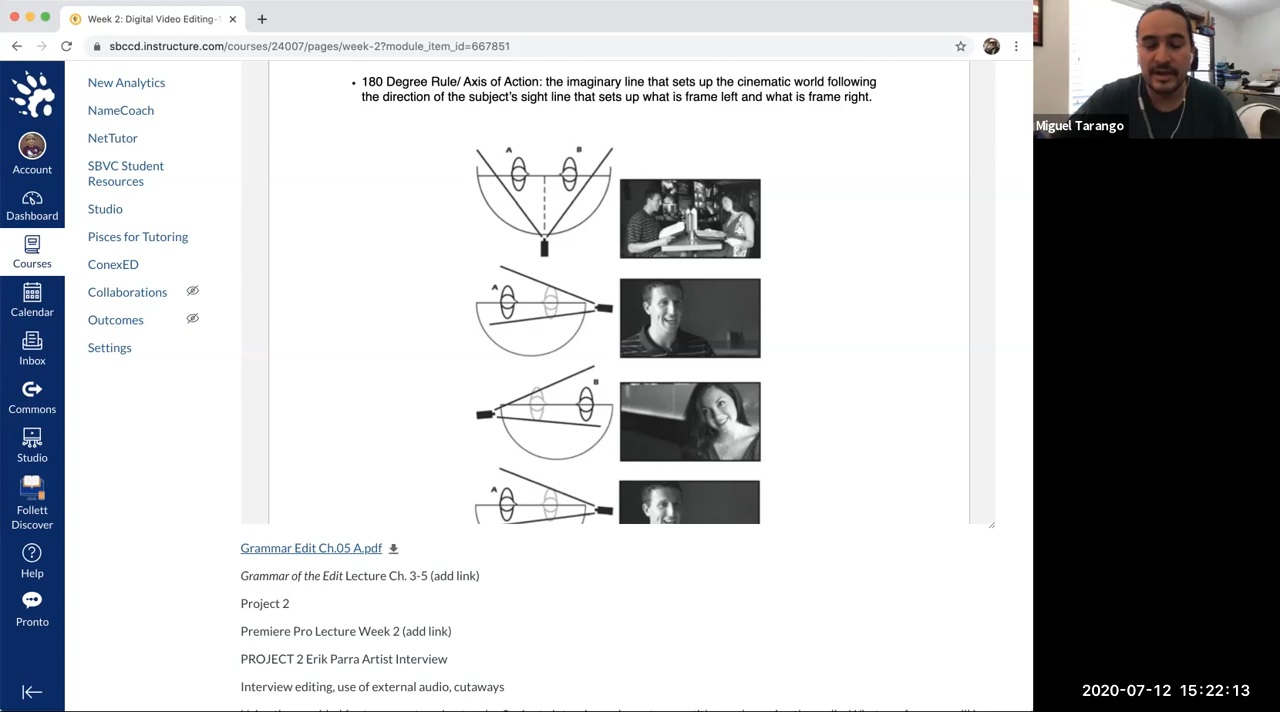 Week 2: Digital Video Editing-
sbccd.instructure.com/courses/24007/pages/week-2?module_item_id=667851
Miguel Tarango
Account
Dashboard
Courses
Calendar
Inbox
Commons
Studio
Follett
Discover
Help
Pronto
New Analytics
NameCoach
NetTutor
SBVC Student
Resources
Studio
Pisces for Tutoring
ConexED
Collaborations
Outcomes
Settings
• 180 Degree Rule/ Axis of Action: the imaginary line that sets up the cinematic world following
the direction of the subject's sight line that sets up what is frame left and what is frame right.
A B
A
B
A
Grammar Edit Ch.05 A.pdf
Grammar of the Edit Lecture Ch. 3-5 (add link)
Project 2
Premiere Pro Lecture Week 2 (add link)
PROJECT 2 Erik Parra Artist Interview
Interview editing, use of external audio, cutaways
2020-07-12 15:22:13